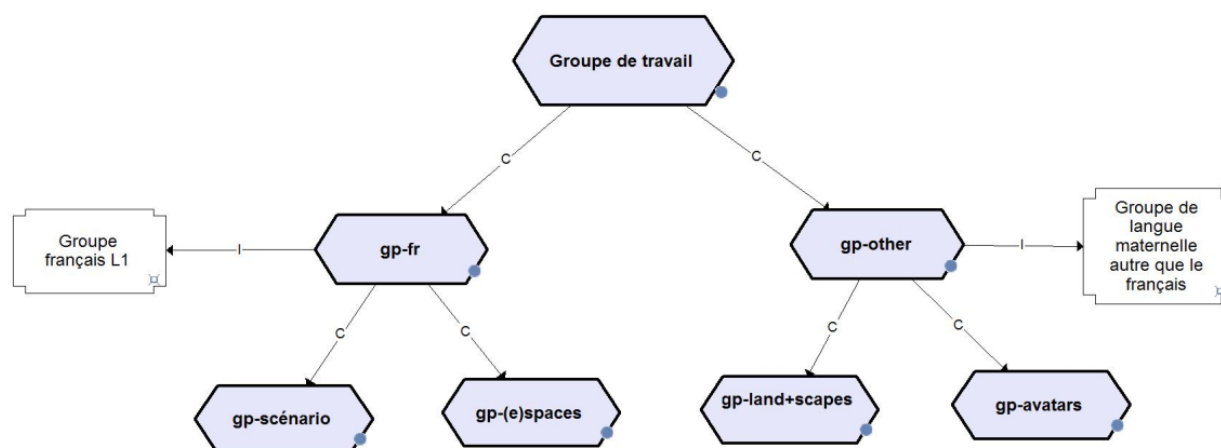 Groupe de travail
C
C
Groupe
français L1
I
gp-fr
gp-other
I
Groupe de
langue
maternelle
autre que le
français
C
C
C
C
gp-scénario
gp-(e)spaces
gp-land+scapes
gp-avatars